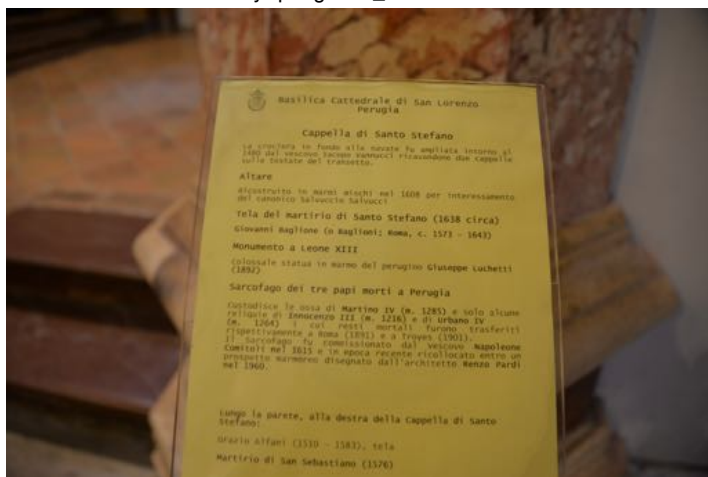 Basilica Cattedrale di San Lorenzo
Perugia
Cappella di Santo Stefano
La crociera in fondo alle navate fu ampliata intorno al
1480 dal vescovo Iacopo Vannucci ricavandone due cappelle
sulle testate del transetto.
Altare
Ricostruito in marmi mischi nel 1608 per interessamento
del canonico Salvuccio Salvucci
Tela del martirio di Santo Stefano (1638 circa)
Giovanni Baglione (o Baglioni; Roma, c. 1573 - 1643)
Monumento a Leone XIII
Colossale statua in marmo del perugino Giuseppe Luchetti
(1892)
Sarcofago dei tre papi morti a Perugia
Custodisce le ossa di Martino IV (m. 1285) e solo alcune
reliquie di Innocenzo III (m. 1216) e di Urbano IV
(m. 1264) i cui resti mortali furono trasferiti
rispettivamente a Roma (1891) e a Troyes (1901).
Il Sarcofago fu commissionato dal vescovo Napoleone
Comitoli nel 1615 e in epoca recente ricollocato entro un
prospetto marmoreo disegnato dall'architetto Renzo Pardi
nel 1960.
Lungo la parete, alla destra della Cappella di Santo
Stefano:
Orazio Alfani (1510 - 1583), tela
Martirio di San Sebastiano (1576)